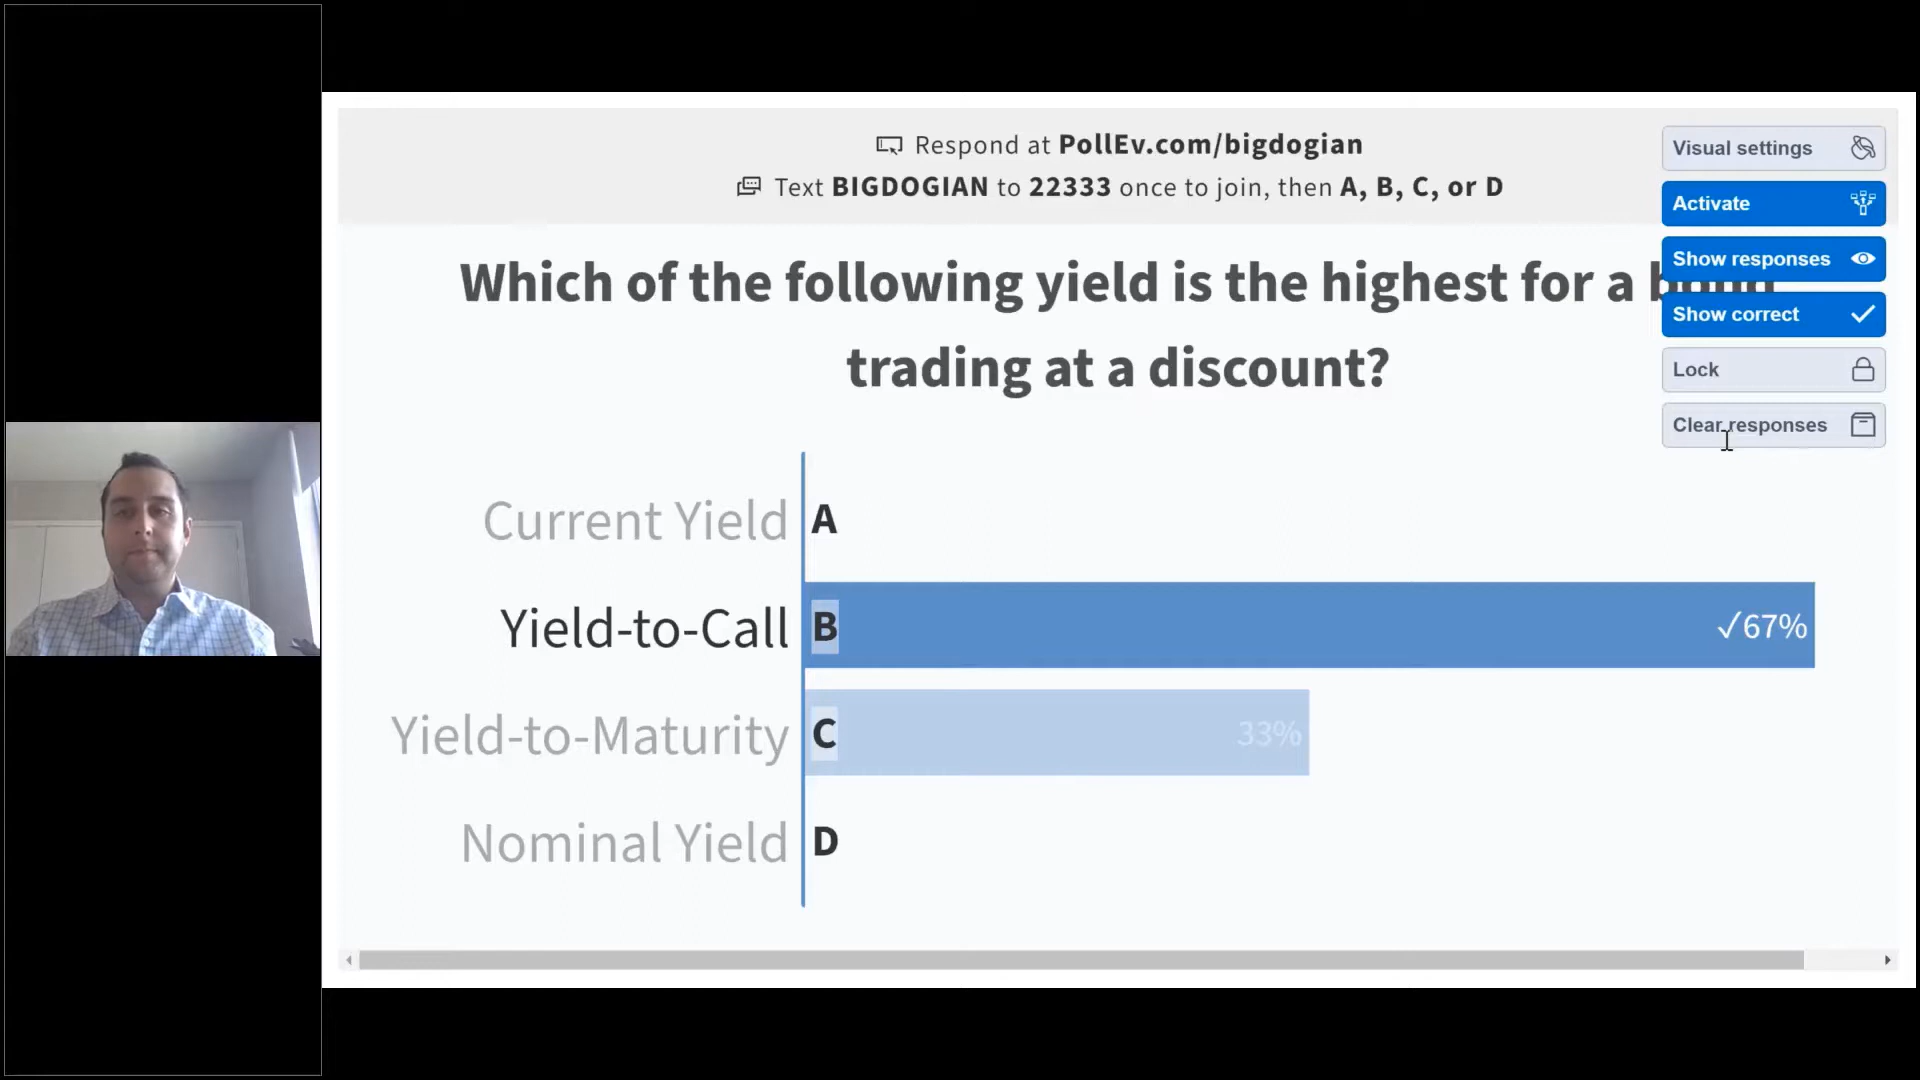 Respond at PollEv.com/bigdogian
Text BIGDOGIAN to 22333 once to join, then A, B, C, or D
Visual settings
Activate
Show responses
Show correct
Lock
Clear responses
Which of the following yield is the highest for a bond
trading at a discount?
Current Yield A
Yield-to-Call B ✓67%
Yield-to-Maturity C 33%
Nominal Yield D